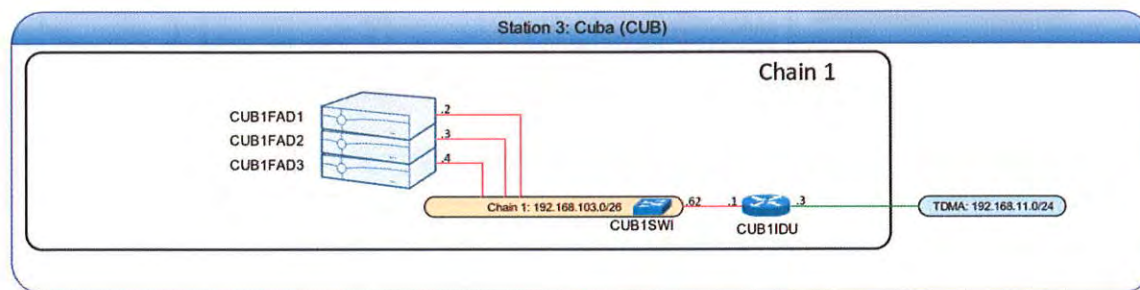 Station 3: Cuba (CUB)
Chain 1
CUB1FAD1
.2
CUB1FAD2
.3
CUB1FAD3
.4
Chain 1: 192.168.103.0/26
.62
.1
.3
TDMA: 192.168.11.0/24
CUB1SWI
CUB1IDU